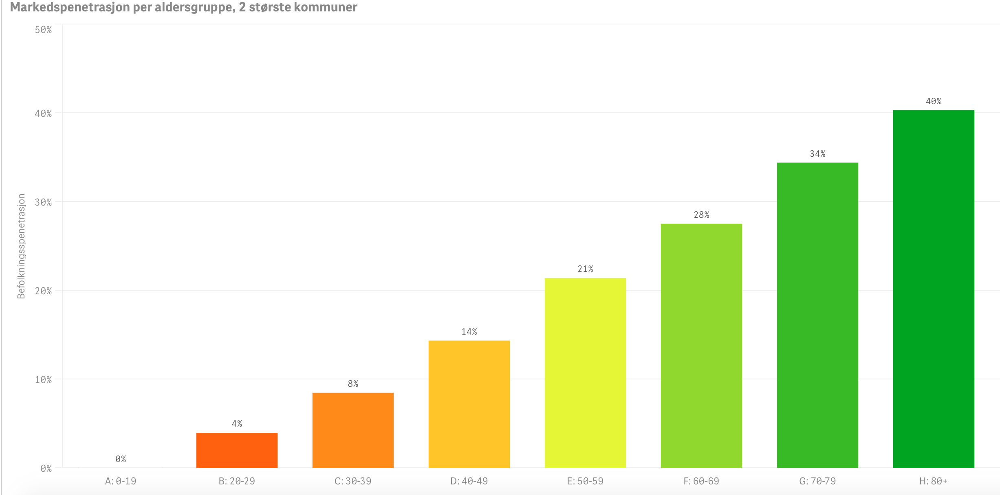 Markedspenetrasjon per aldersgruppe, 2 største kommuner
50%
40%
30%
20%
10%
0%
Befolkningsspenetrasjon
0%
4%
8%
14%
21%
28%
34%
40%
A: 0-19
B: 20-29
C: 30-39
D: 40-49
E: 50-59
F: 60-69
G: 70-79
H: 80+